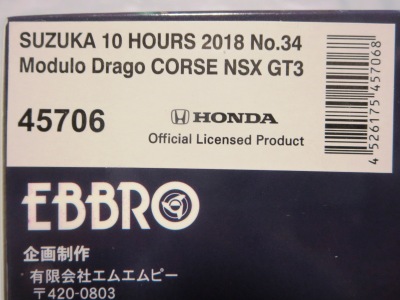 SUZUKA 10 HOURS 2018 No.34
Modulo Drago CORSE NSX GT3
45706
HONDA
Official Licensed Product
4 526175 457068
EBBRO
企画制作
有限会社エムエムピー
〒420-0803